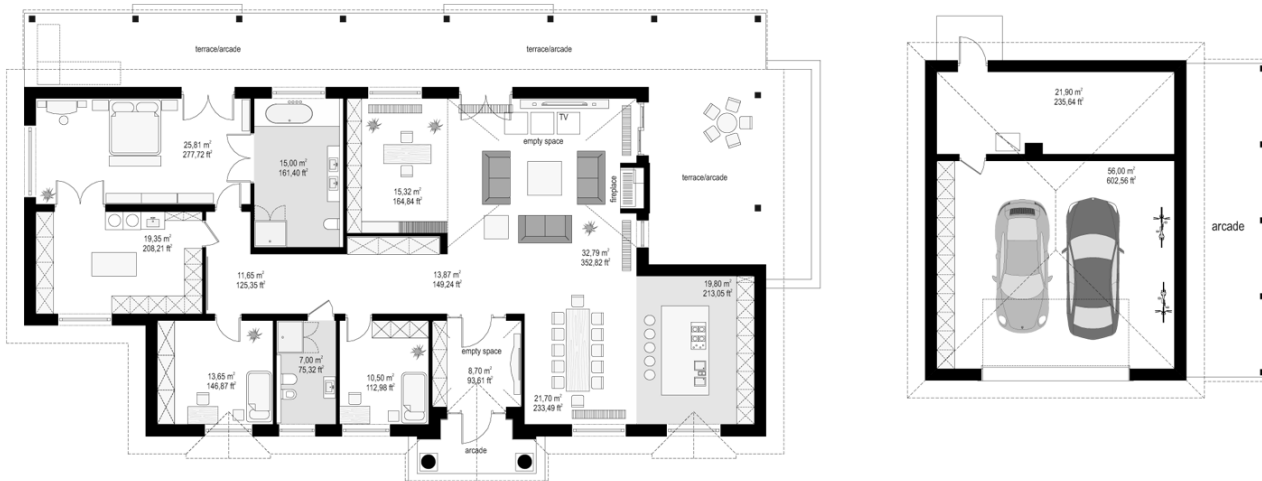 terrace/arcade
terrace/arcade
25,81 m²
277,72 ft²
15,00 m²
161,40 ft²
15,32 m²
164,84 ft²
TV
empty space
fireplace
terrace/arcade
19,35 m²
208,21 ft²
11,65 m²
125,35 ft²
13,87 m²
149,24 ft²
32,79 m²
352,82 ft²
19,80 m²
213,05 ft²
13,65 m²
146,87 ft²
7,00 m²
75,32 ft²
10,50 m²
112,98 ft²
empty space
8,70 m²
93,61 ft²
21,70 m²
233,49 ft²
arcade
21,90 m²
235,64 ft²
56,00 m²
602,56 ft²
arcade